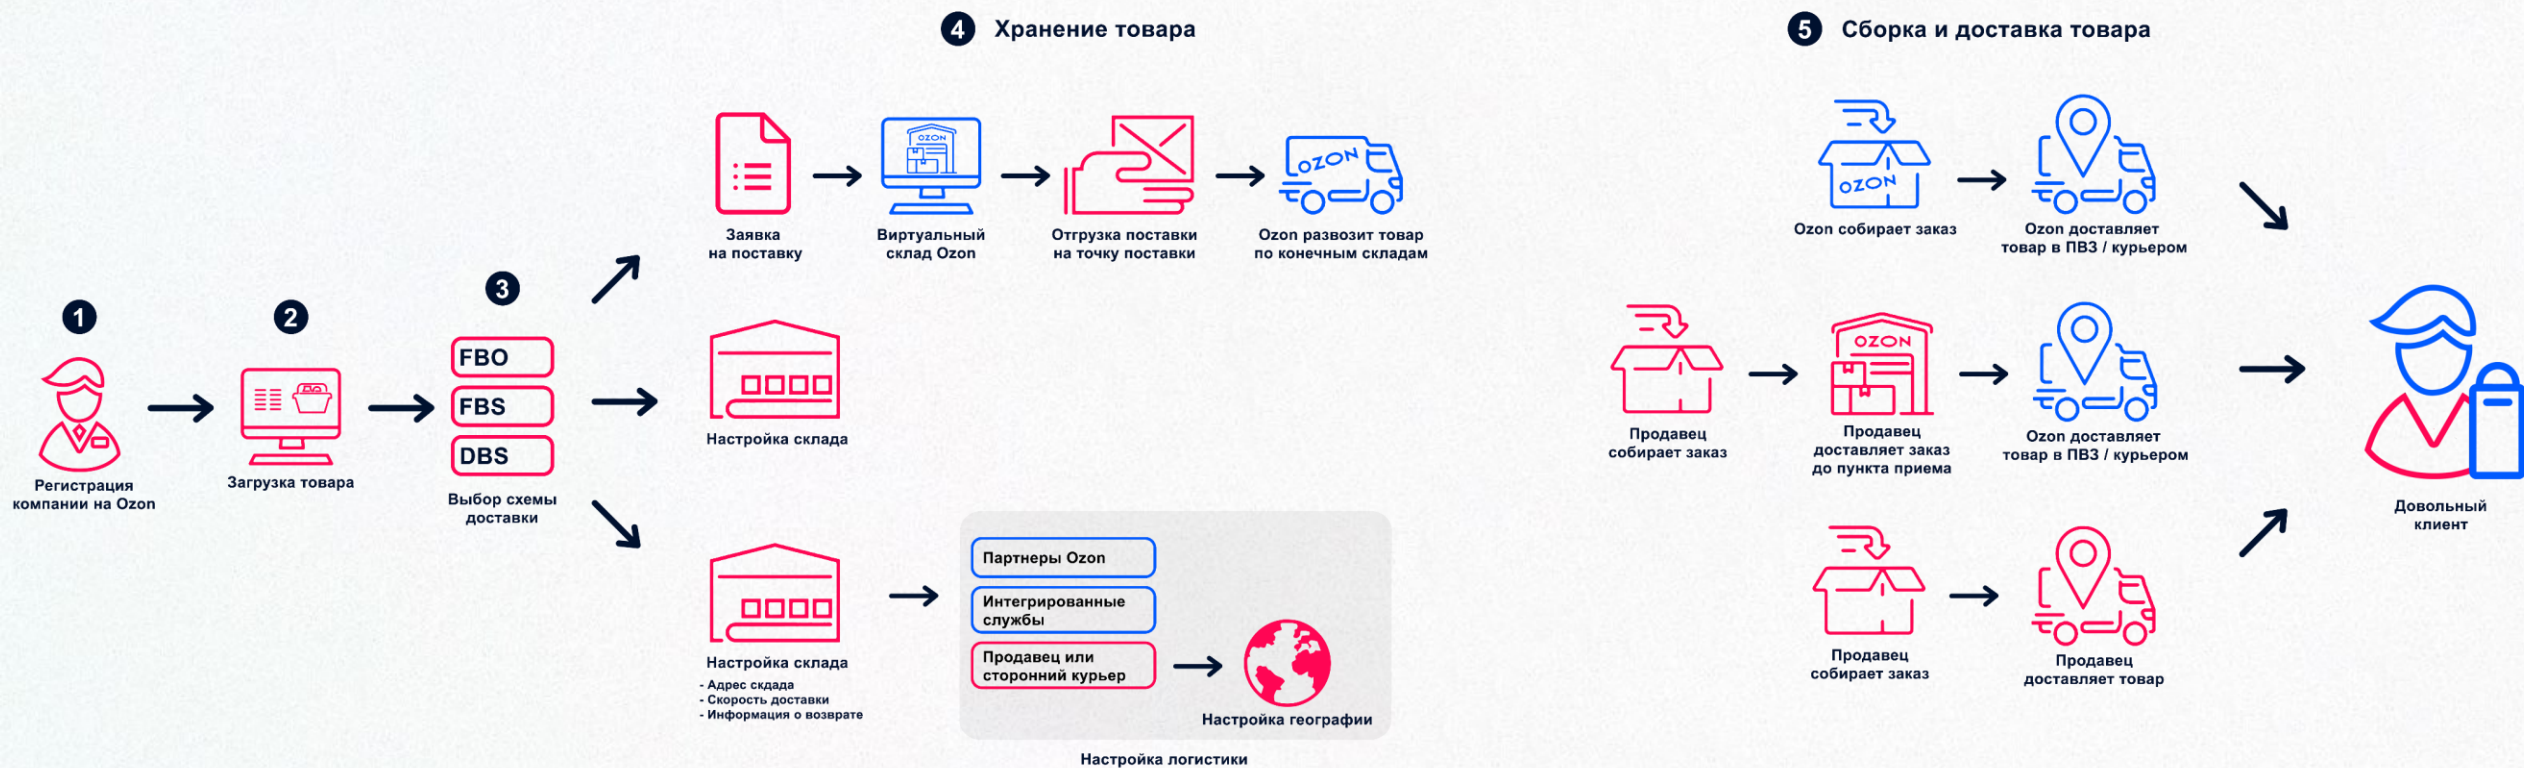 4 Хранение товара
5 Сборка и доставка товара
OZON
OZON
Заявка
на поставку
Виртуальный
склад Ozon
Отгрузка поставки
на точку поставки
Ozon развозит товар
по конечным складам
OZON
Ozon собирает заказ
Ozon доставляет
товар в ПВЗ / курьером
1
Регистрация
компании на Ozon
2
Загрузка товара
3
FBO
FBS
DBS
Выбор схемы
доставки
Настройка склада
Продавец
собирает заказ
OZON
Продавец
доставляет заказ
до пункта приема
Ozon доставляет
товар в ПВЗ / курьером
Настройка склада
- Адрес скдада
- Скорость доставки
- Информация о возврате
Партнеры Ozon
Интегрированные
службы
Продавец или
сторонний курьер
Настройка географии
Настройка логистики
Продавец
собирает заказ
Продавец
доставляет товар
Довольный
клиент